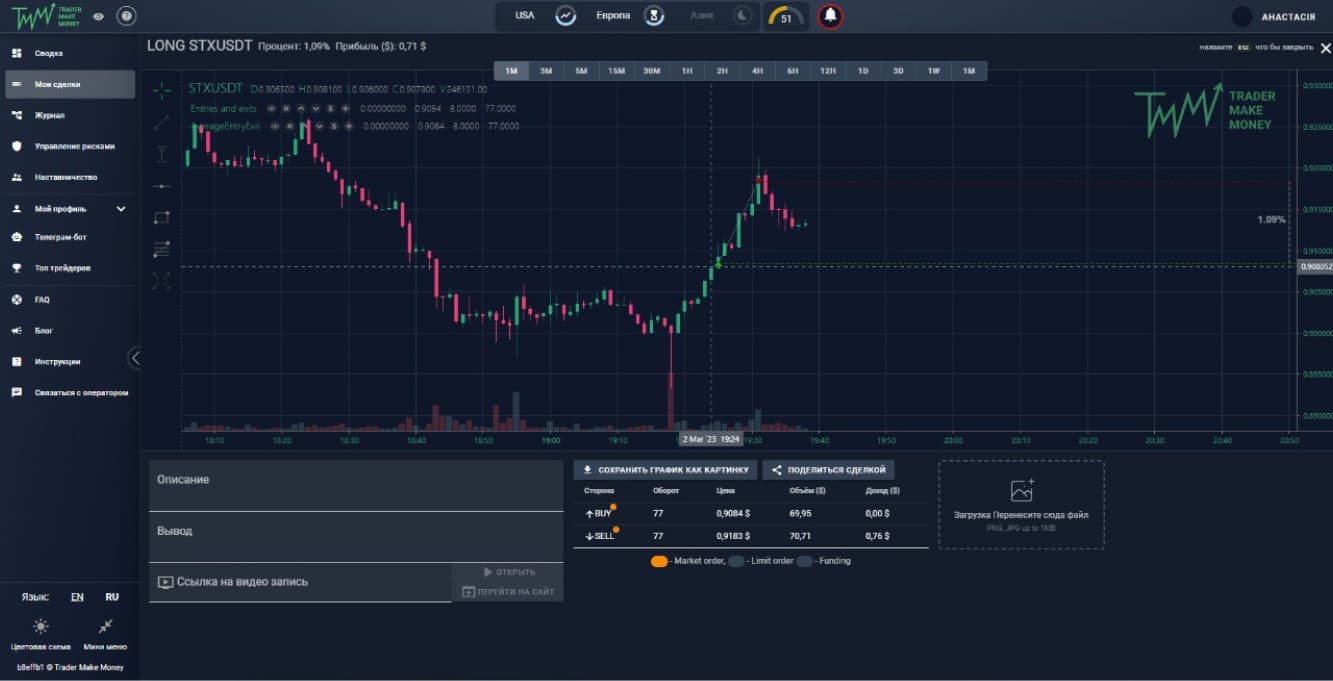 TRADER
MAKE
MONEY
USA
Европа
Азия
51
АНАСТАСІЯ
Сводка
Мои сделки
Журнал
Управление рисками
Наставничество
Мой профиль
Телеграм-бот
Топ трейдеров
FAQ
Блог
Инструкции
Связаться с оператором
Язык: EN RU
Цветовая схема Мини меню
b8effb1 © Trader Make Money
LONG STXUSDT Процент: 1,09% Прибыль ($): 0,71 $
нажмите esc что бы закрыть
1M 3M 5M 15M 30M 1H 2H 4H 6H 12H 1D 3D 1W 1M
STXUSDT O0.906500 H0.908100 L0.906000 C0.907900 V246151.00
Entries and exits 0.00000000 0.9084 8.0000 77.0000
AverageEntryExit 0.00000000 0.9084 8.0000 77.0000
TRADER
MAKE
MONEY
0.930000
0.925000
0.920000
0.915000
1.09%
0.910000
0.908052
0.905000
0.900000
0.895000
0.890000
18:10 18:20 18:30 18:40 18:50 19:00 19:10 2 Mar '23 19:24 19:30 19:40 19:50 20:00 20:10 20:20 20:30 20:40 20:50
Описание
Вывод
Ссылка на видео запись
ОТКРЫТЬ
ПЕРЕЙТИ НА САЙТ
СОХРАНИТЬ ГРАФИК КАК КАРТИНКУ
ПОДЕЛИТЬСЯ СДЕЛКОЙ
Сторона Оборот Цена Объём ($) Доход ($)
BUY 77 0,9084 $ 69,95 0,00 $
SELL 77 0,9183 $ 70,71 0,76 $
- Market order, - Limit order - Funding
Загрузка Перенесите сюда файл
PNG, JPG up to 1MB